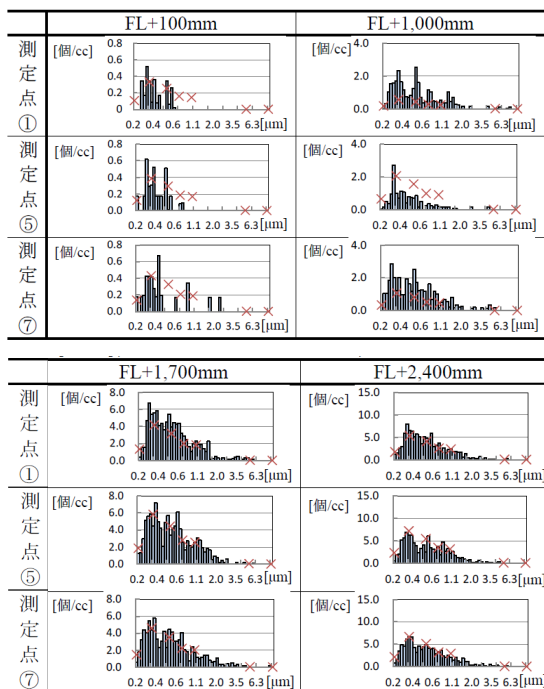 FL+100mm FL+1,000mm
測定点① [個/cc] 0.8 0.6 0.4 0.2 0.0 [個/cc] 4.0 2.0 0.0
0.2 0.4 0.6 1.1 2.0 3.5 6.3 [μm] 0.2 0.4 0.6 1.1 2.0 3.5 6.3 [μm]
測定点⑤ [個/cc] 0.8 0.6 0.4 0.2 0.0 [個/cc] 4.0 2.0 0.0
0.2 0.4 0.6 1.1 2.0 3.5 6.3 [μm] 0.2 0.4 0.6 1.1 2.0 3.5 6.3 [μm]
測定点⑦ [個/cc] 0.8 0.6 0.4 0.2 0.0 [個/cc] 4.0 2.0 0.0
0.2 0.4 0.6 1.1 2.0 3.5 6.3 [μm] 0.2 0.4 0.6 1.1 2.0 3.5 6.3 [μm]
FL+1,700mm FL+2,400mm
測定点① [個/cc] 8.0 6.0 4.0 2.0 0.0 [個/cc] 15.0 10.0 5.0 0.0
0.2 0.4 0.6 1.1 2.0 3.5 6.3 [μm] 0.2 0.4 0.6 1.1 2.0 3.5 6.3 [μm]
測定点⑤ [個/cc] 8.0 6.0 4.0 2.0 0.0 [個/cc] 15.0 10.0 5.0 0.0
0.2 0.4 0.6 1.1 2.0 3.5 6.3 [μm] 0.2 0.4 0.6 1.1 2.0 3.5 6.3 [μm]
測定点⑦ [個/cc] 8.0 6.0 4.0 2.0 0.0 [個/cc] 15.0 10.0 5.0 0.0
0.2 0.4 0.6 1.1 2.0 3.5 6.3 [μm] 0.2 0.4 0.6 1.1 2.0 3.5 6.3 [μm]